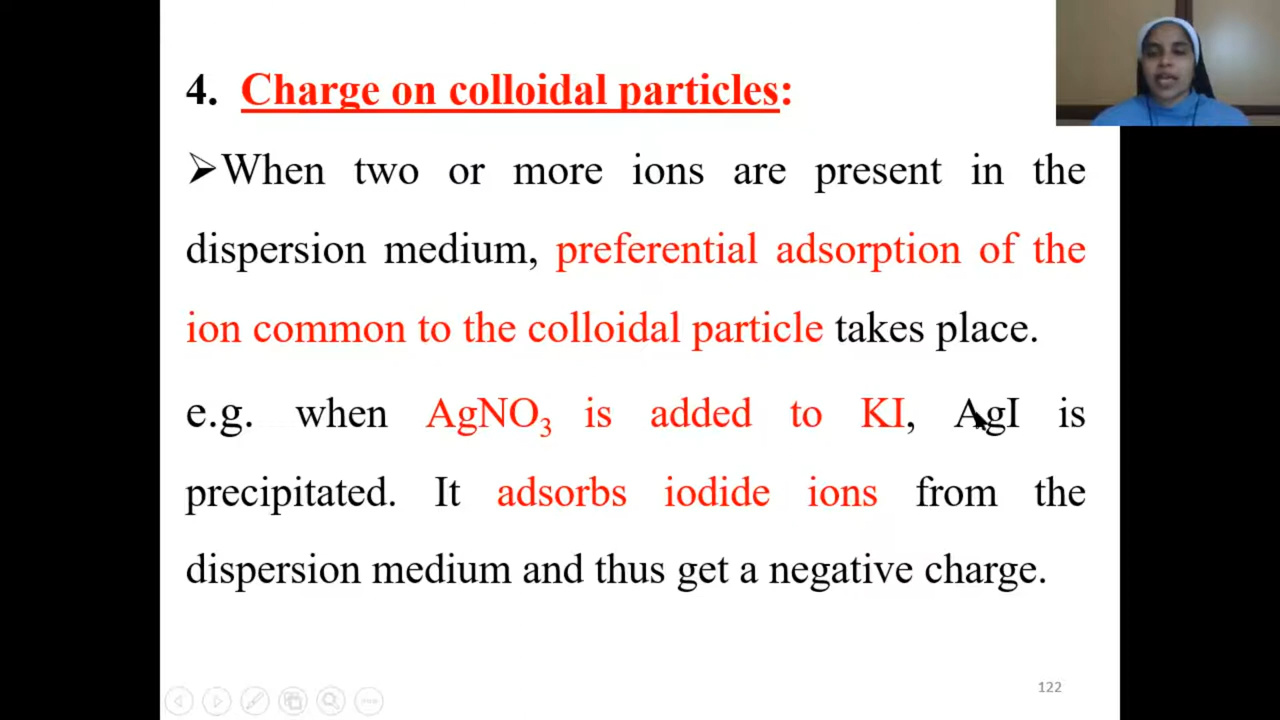 4. Charge on colloidal particles:
➢When two or more ions are present in the
dispersion medium, preferential adsorption of the
ion common to the colloidal particle takes place.
e.g. when AgNO₃ is added to KI, AgI is
precipitated. It adsorbs iodide ions from the
dispersion medium and thus get a negative charge.
122